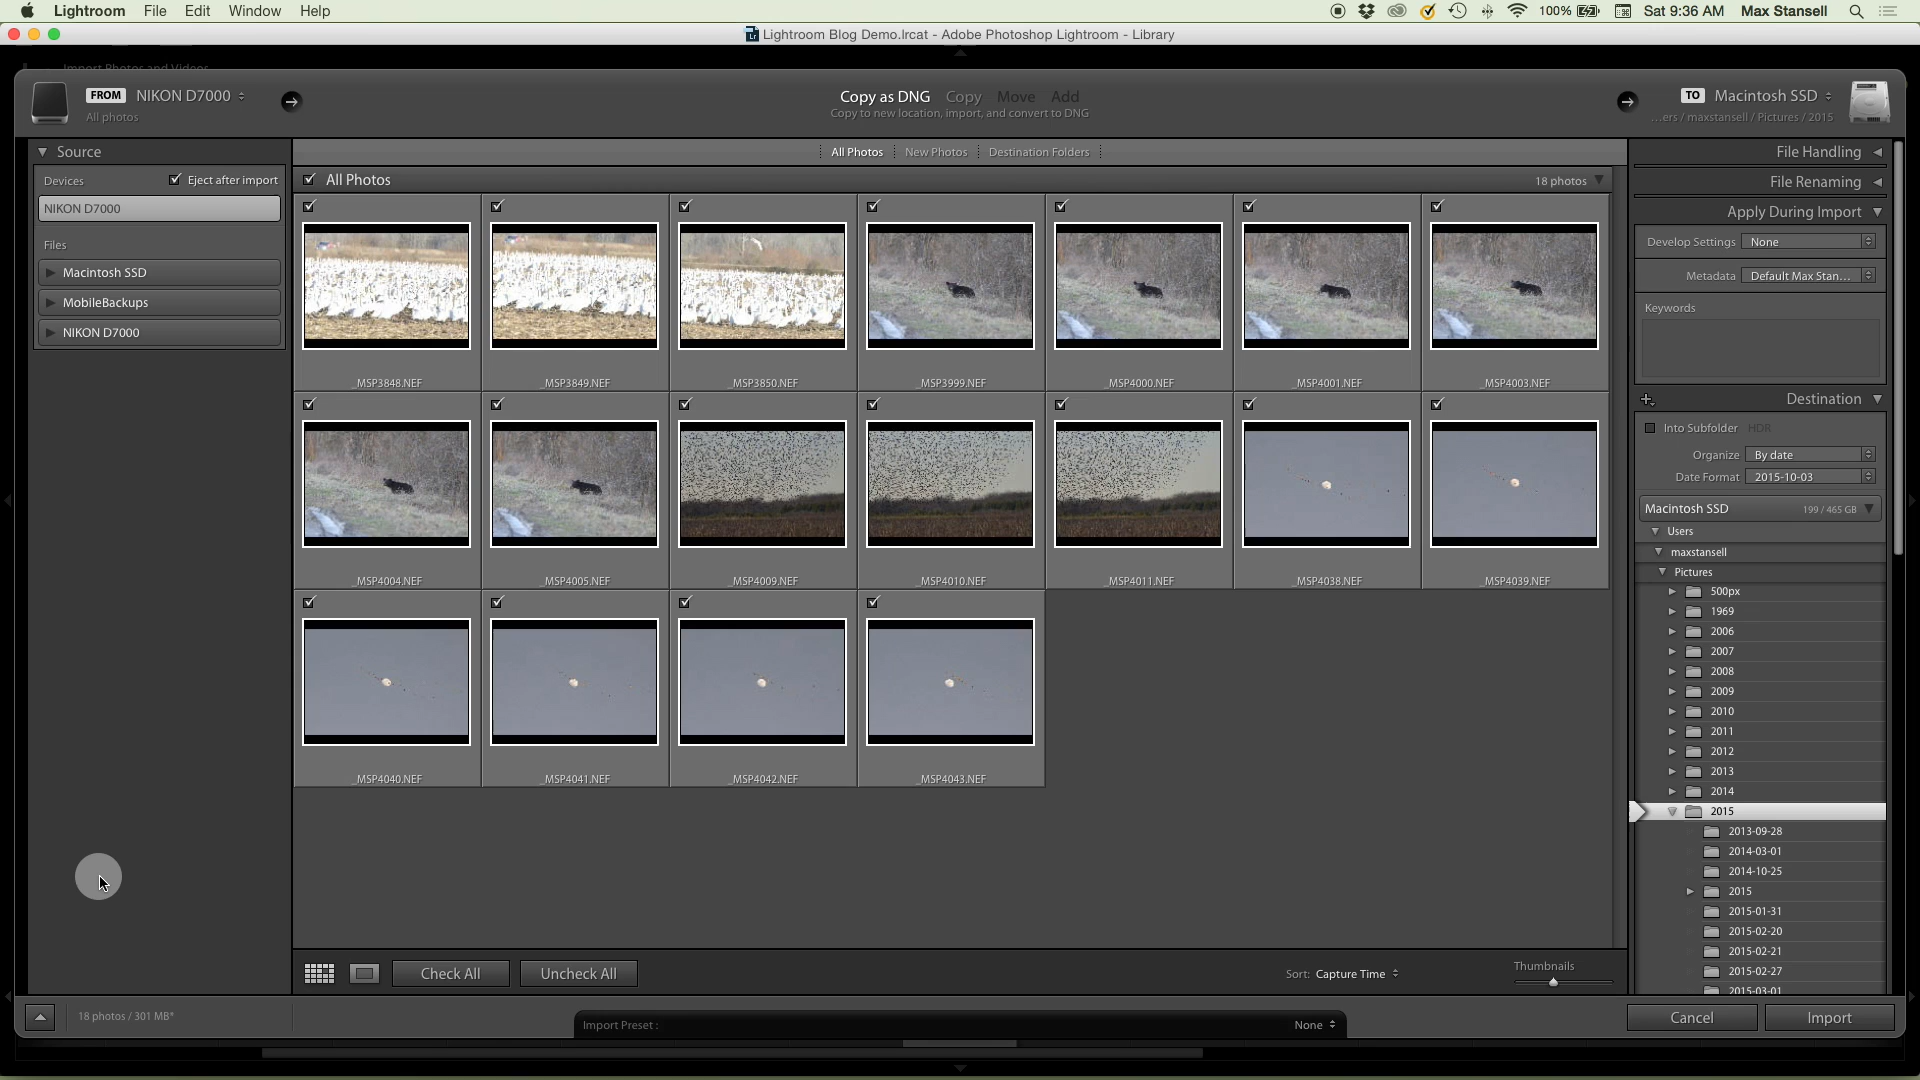 Lightroom File Edit Window Help
100% Sat 9:36 AM Max Stansell
Lightroom Blog Demo.lrcat - Adobe Photoshop Lightroom - Library
Import Photos and Videos
FROM NIKON D7000
All photos
Copy as DNG Copy Move Add
Copy to new location, import, and convert to DNG
TO Macintosh SSD
...ers / maxstansell / Pictures / 2015
Source
Devices Eject after import
NIKON D7000
Files
Macintosh SSD
MobileBackups
NIKON D7000
All Photos New Photos Destination Folders
All Photos 18 photos
_MSP3848.NEF _MSP3849.NEF _MSP3850.NEF _MSP3999.NEF _MSP4000.NEF _MSP4001.NEF _MSP4003.NEF
_MSP4004.NEF _MSP4005.NEF _MSP4009.NEF _MSP4010.NEF _MSP4011.NEF _MSP4038.NEF _MSP4039.NEF
_MSP4040.NEF _MSP4041.NEF _MSP4042.NEF _MSP4043.NEF
File Handling
File Renaming
Apply During Import
Develop Settings None
Metadata Default Max Stan...
Keywords
Destination
Into Subfolder HDR
Organize By date
Date Format 2015-10-03
Macintosh SSD 199 / 465 GB
Users
maxstansell
Pictures
500px
1969
2006
2007
2008
2009
2010
2011
2012
2013
2014
2015
2013-09-28
2014-03-01
2014-10-25
2015
2015-01-31
2015-02-20
2015-02-21
2015-02-27
2015-03-01
Check All Uncheck All
Sort: Capture Time
Thumbnails
18 photos / 301 MB*
Import Preset : None
Cancel Import